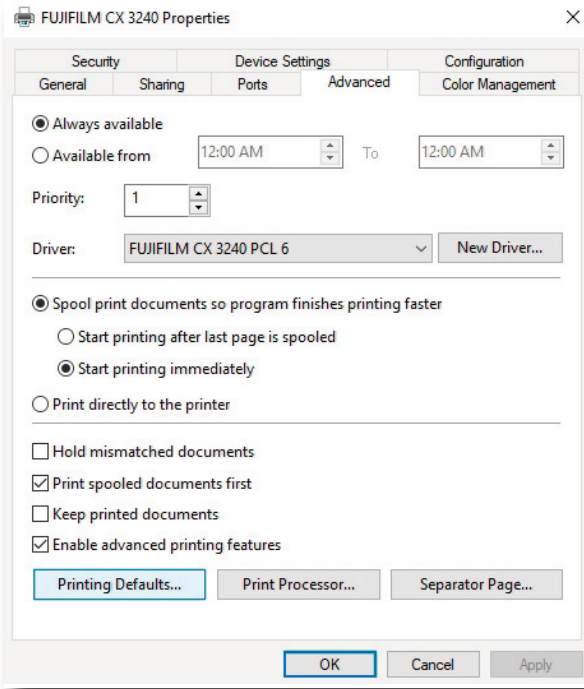 FUJIFILM CX 3240 Properties
Security Device Settings Configuration
General Sharing Ports Advanced Color Management
Always available
Available from 12:00 AM To 12:00 AM
Priority: 1
Driver: FUJIFILM CX 3240 PCL 6 New Driver...
Spool print documents so program finishes printing faster
Start printing after last page is spooled
Start printing immediately
Print directly to the printer
Hold mismatched documents
Print spooled documents first
Keep printed documents
Enable advanced printing features
Printing Defaults... Print Processor... Separator Page...
OK Cancel Apply